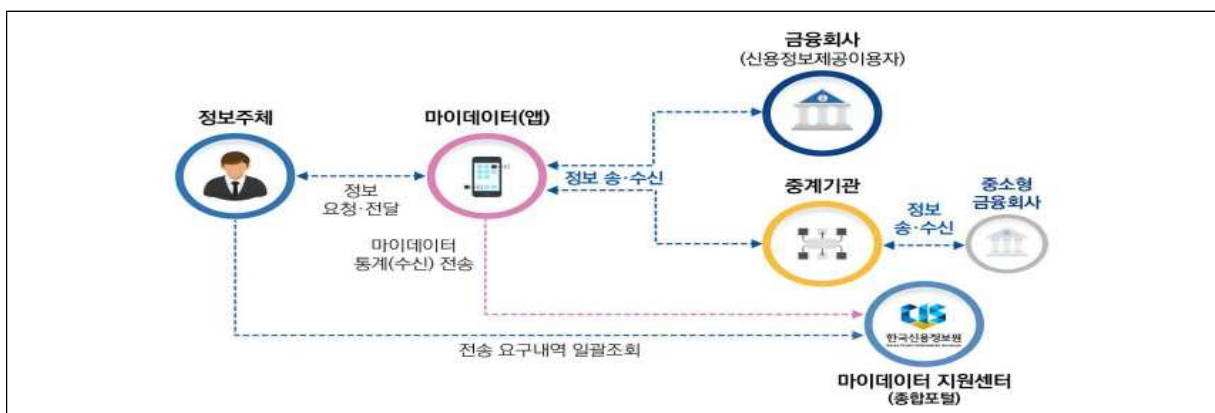 금융회사
(신용정보제공이용자)
정보주체
마이데이터(앱)
정보 송·수신
정보
요청·전달
중계기관
중소형
금융회사
정보
송·수신
마이데이터
통계(수신) 전송
CIS
한국신용정보원
전송 요구내역 일괄조회
마이데이터 지원센터
(종합포털)